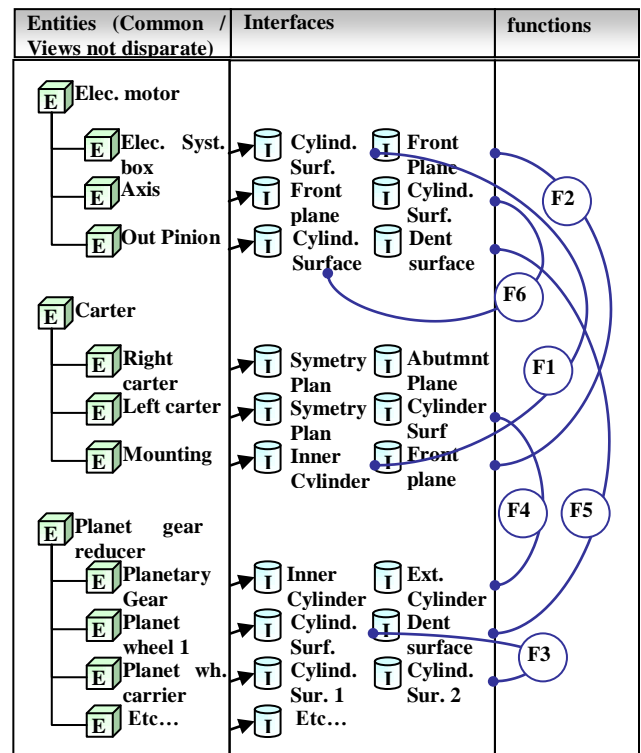 Entities (Common / Interfaces functions
Views not disparate)
E Elec. motor
E Elec. Syst. I Cylind. I Front
box Surf. Plane
E Axis I Front I Cylind. F2
plane Surf.
E Out Pinion I Cylind. I Dent
Surface surface
F6
E Carter
E Right I Symetry I Abutmnt F1
carter Plan Plane
E Left carter I Symetry I Cylinder
Plan Surf
E Mounting I Inner I Front
Cylinder plane
F4 F5
E Planet gear
reducer
E Planetary I Inner I Ext.
Gear Cylinder Cylinder
E Planet I Cylind. I Dent
wheel 1 Surf. surface
F3
E Planet wh. I Cylind. I Cylind.
carrier Sur. 1 Sur. 2
E Etc… I Etc…